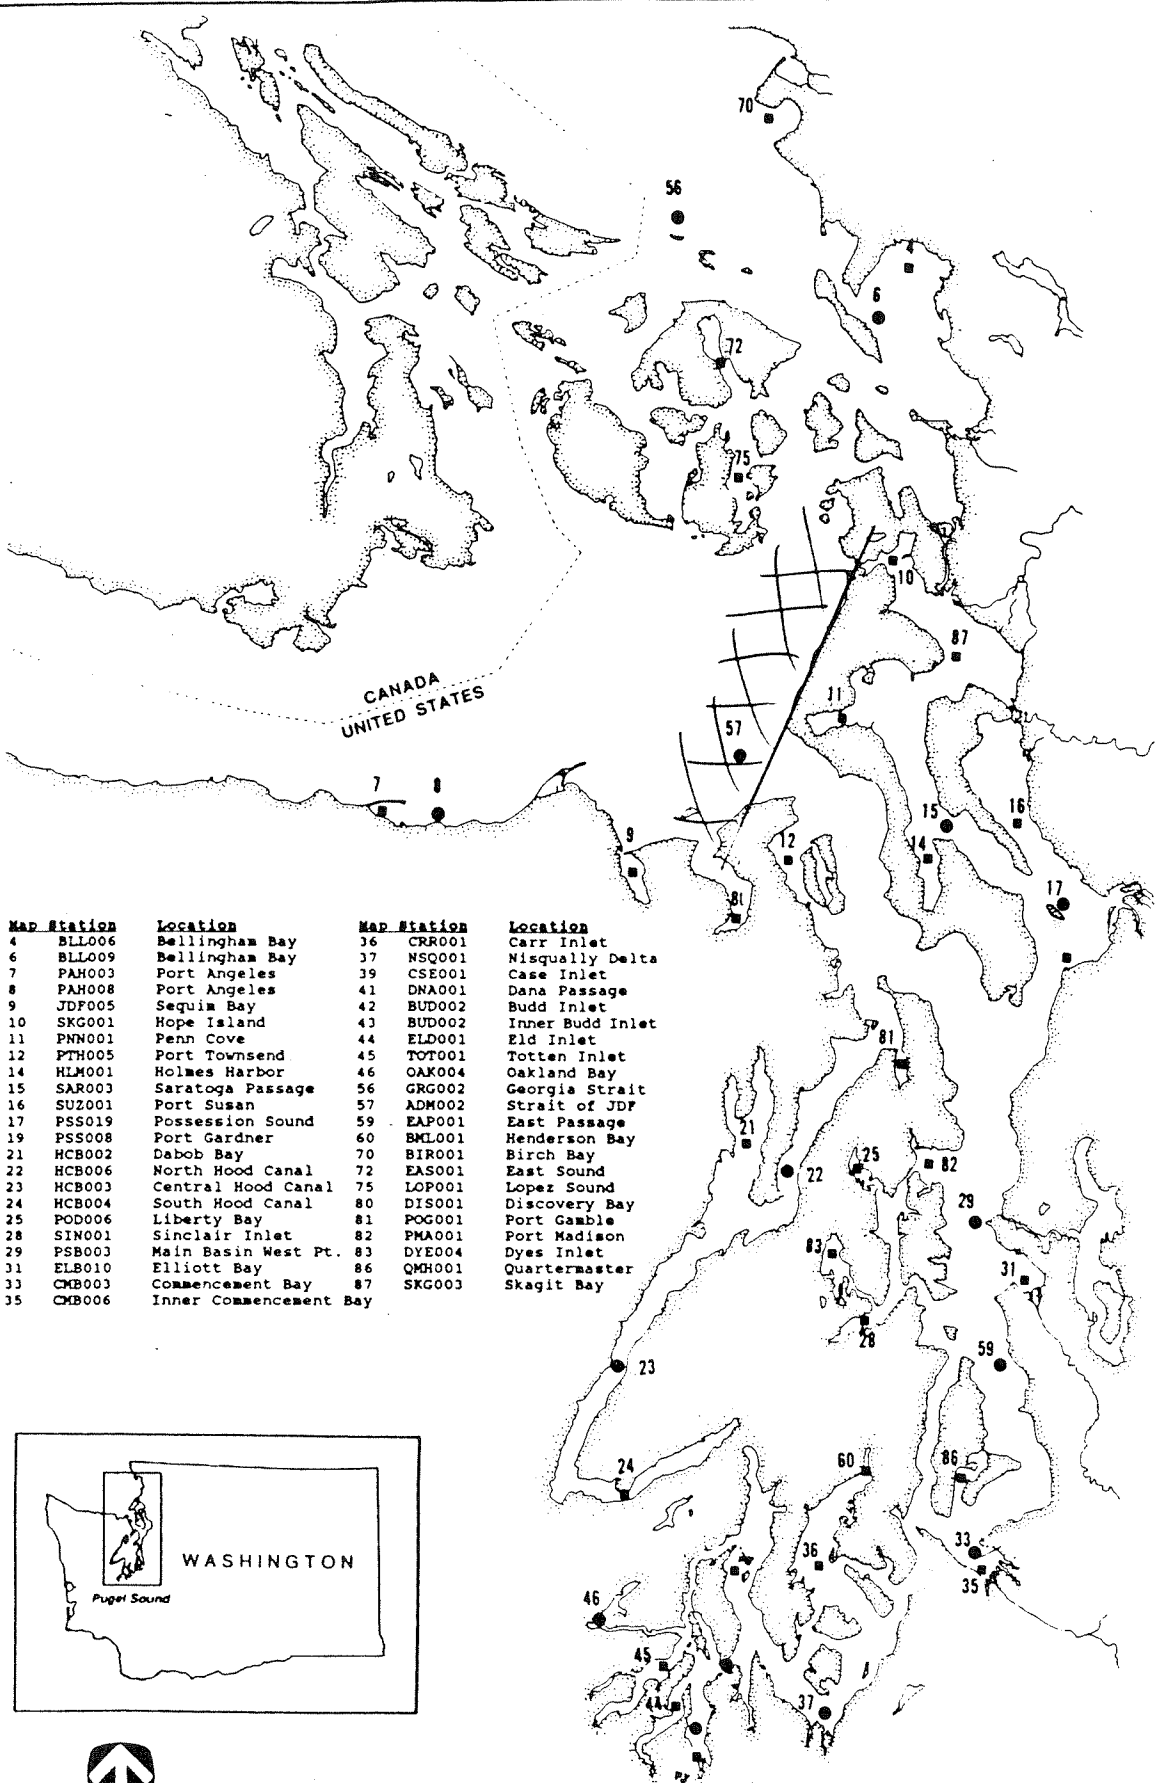 70
56
4
6
72
75
10
87
11
CANADA
UNITED STATES
57
7
8
15
16
9
12
14
17
81
Map Station Location Map Station Location
4 BLL006 Bellingham Bay 36 CRR001 Carr Inlet
6 BLL009 Bellingham Bay 37 NSQ001 Nisqually Delta
7 PAH003 Port Angeles 39 CSE001 Case Inlet
8 PAH008 Port Angeles 41 DNA001 Dana Passage
9 JDF005 Sequim Bay 42 BUD002 Budd Inlet
10 SKG001 Hope Island 43 BUD002 Inner Budd Inlet
11 PNN001 Penn Cove 44 ELD001 Eld Inlet
12 PTH005 Port Townsend 45 TOT001 Totten Inlet
14 HLM001 Holmes Harbor 46 OAK004 Oakland Bay
15 SAR003 Saratoga Passage 56 GRG002 Georgia Strait
16 SUZ001 Port Susan 57 ADM002 Strait of JDF
17 PSS019 Possession Sound 59 EAP001 East Passage
19 PSS008 Port Gardner 60 BML001 Henderson Bay
21 HCB002 Dabob Bay 70 BIR001 Birch Bay
22 HCB006 North Hood Canal 72 EAS001 East Sound
23 HCB003 Central Hood Canal 75 LOP001 Lopez Sound
24 HCB004 South Hood Canal 80 DIS001 Discovery Bay
25 POD006 Liberty Bay 81 POG001 Port Gamble
28 SIN001 Sinclair Inlet 82 PMA001 Port Madison
29 PSB003 Main Basin West Pt. 83 DYE004 Dyes Inlet
31 ELB010 Elliott Bay 86 QMH001 Quartermaster
33 CMB003 Commencement Bay 87 SKG003 Skagit Bay
35 CMB006 Inner Commencement Bay
81
21
25
82
22
29
83
31
28
59
23
60
24
86
36
33
35
46
45
44
37
WASHINGTON
Puget Sound